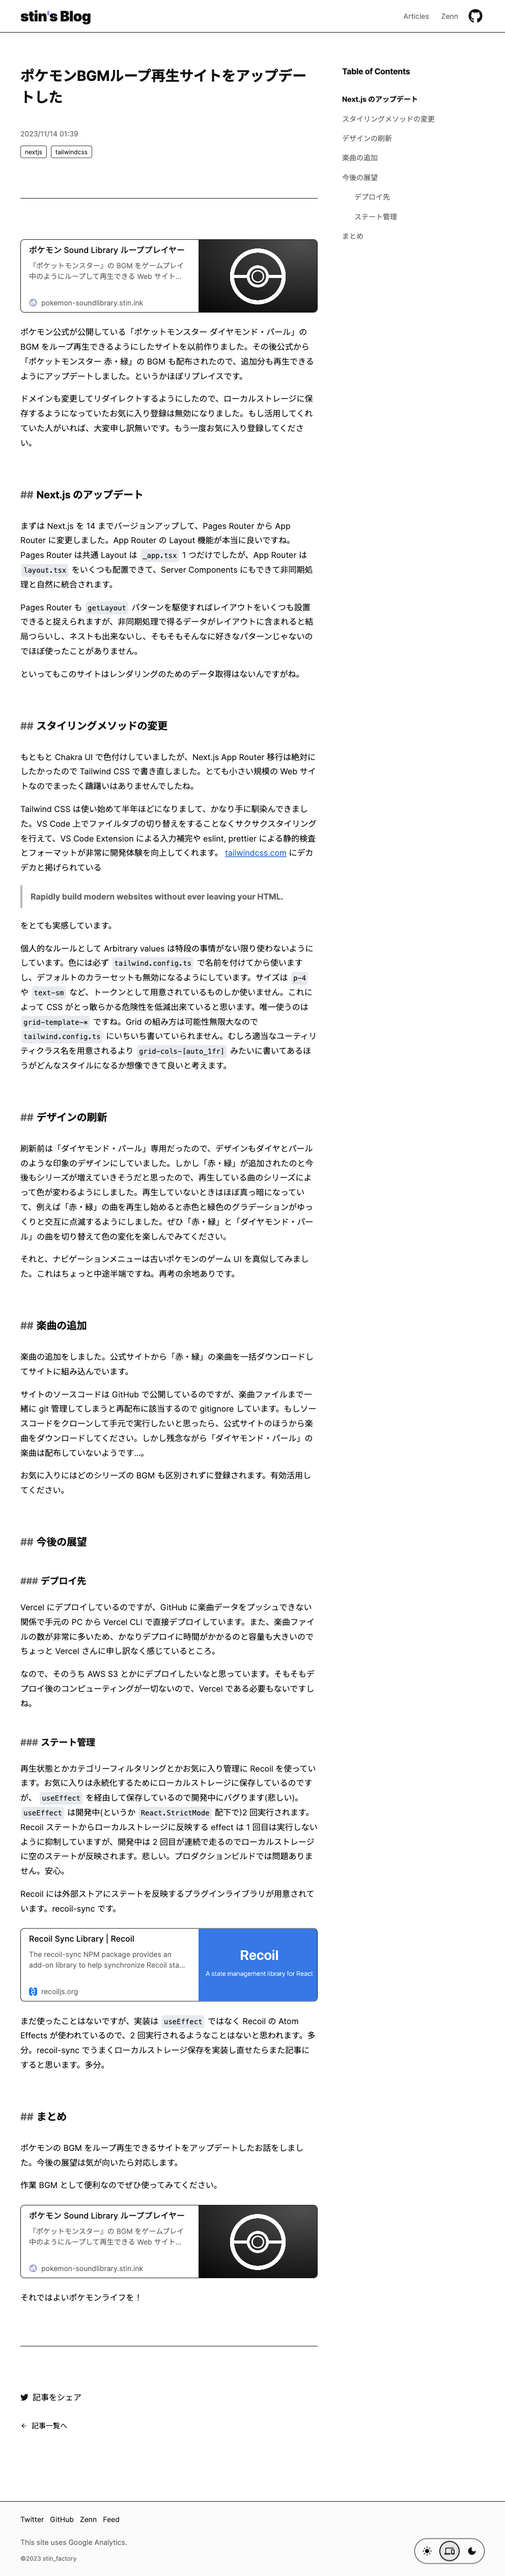 stin's Blog
Articles
Zenn
ポケモンBGMループ再生サイトをアップデー
トした
2023/11/14 01:39
nextjs
tailwindcss
Table of Contents
Next.js のアップデート
スタイリングメソッドの変更
デザインの刷新
楽曲の追加
今後の展望
デプロイ先
ステート管理
まとめ
ポケモン Sound Library ループプレイヤー
『ポケットモンスター』の BGM をゲームプレイ
中のようにループして再生できる Web サイト...
pokemon-soundlibrary.stin.ink
ポケモン公式が公開している「ポケットモンスター ダイヤモンド・パール」の
BGM をループ再生できるようにしたサイトを以前作りました。その後公式から
「ポケットモンスター 赤・緑」の BGM も配布されたので、追加分も再生できる
ようにアップデートしました。というかほぼリプレイスです。
ドメインも変更してリダイレクトするようにしたので、ローカルストレージに保
存するようになっていたお気に入り登録は無効になりました。もし活用してくれ
ていた人がいれば、大変申し訳無いです。もう一度お気に入り登録してくださ
い。
## Next.js のアップデート
まずは Next.js を 14 までバージョンアップして、Pages Router から App
Router に変更しました。App Router の Layout 機能が本当に良いですね。
Pages Router は共通 Layout は _app.tsx 1 つだけでしたが、App Router は
layout.tsx をいくつも配置できて、Server Components にもできて非同期処
理と自然に統合されます。
Pages Router も getLayout パターンを駆使すればレイアウトをいくつも設置
できると捉えられますが、非同期処理で得るデータがレイアウトに含まれると結
局つらいし、ネストも出来ないし、そもそもそんなに好きなパターンじゃないの
でほぼ使ったことがありません。
といってもこのサイトはレンダリングのためのデータ取得はないんですがね。
## スタイリングメソッドの変更
もともと Chakra UI で色付けしていましたが、Next.js App Router 移行は絶対に
したかったので Tailwind CSS で書き直しました。とても小さい規模の Web サイ
トなのでまったく躊躇いはありませんでしたね。
Tailwind CSS は使い始めて半年ほどになりまして、かなり手に馴染んできまし
た。VS Code 上でファイルタブの切り替えをすることなくサクサクスタイリング
を行えて、VS Code Extension による入力補完や eslint, prettier による静的検査
とフォーマットが非常に開発体験を向上してくれます。 tailwindcss.com にデカ
デカと掲げられている
Rapidly build modern websites without ever leaving your HTML.
をとても実感しています。
個人的なルールとして Arbitrary values は特段の事情がない限り使わないように
しています。色には必ず tailwind.config.ts で名前を付けてから使います
し、デフォルトのカラーセットも無効になるようにしています。サイズは p-4
や text-sm など、トークンとして用意されているものしか使いません。これに
よって CSS がとっ散らかる危険性を低減出来ていると思います。唯一使うのは
grid-template-* ですね。Grid の組み方は可能性無限大なので
tailwind.config.ts にいちいち書いていられません。むしろ適当なユーティリ
ティクラス名を用意されるより grid-cols-[auto_1fr] みたいに書いてあるほ
うがどんなスタイルになるか想像できて良いと考えます。
## デザインの刷新
刷新前は「ダイヤモンド・パール」専用だったので、デザインもダイヤとパール
のような印象のデザインにしていました。しかし「赤・緑」が追加されたのと今
後もシリーズが増えていきそうだと思ったので、再生している曲のシリーズによ
って色が変わるようにしました。再生していないときはほぼ真っ暗になってい
て、例えば「赤・緑」の曲を再生し始めると赤色と緑色のグラデーションがゆっ
くりと交互に点滅するようにしました。ぜひ「赤・緑」と「ダイヤモンド・パー
ル」の曲を切り替えて色の変化を楽しんでみてください。
それと、ナビゲーションメニューは古いポケモンのゲーム UI を真似してみまし
た。これはちょっと中途半端ですね。再考の余地ありです。
## 楽曲の追加
楽曲の追加をしました。公式サイトから「赤・緑」の楽曲を一括ダウンロードし
てサイトに組み込んでいます。
サイトのソースコードは GitHub で公開しているのですが、楽曲ファイルまで一
緒に git 管理してしまうと再配布に該当するので gitignore しています。もしソー
スコードをクローンして手元で実行したいと思ったら、公式サイトのほうから楽
曲をダウンロードしてください。しかし残念ながら「ダイヤモンド・パール」の
楽曲は配布していないようです...。
お気に入りにはどのシリーズの BGM も区別されずに登録されます。有効活用し
てください。
## 今後の展望
### デプロイ先
Vercel にデプロイしているのですが、GitHub に楽曲データをプッシュできない
関係で手元の PC から Vercel CLI で直接デプロイしています。また、楽曲ファイ
ルの数が非常に多いため、かなりデプロイに時間がかかるのと容量も大きいので
ちょっと Vercel さんに申し訳なく感じているところ。
なので、そのうち AWS S3 とかにデプロイしたいなと思っています。そもそもデ
プロイ後のコンピューティングが一切ないので、Vercel である必要もないですし
ね。
### ステート管理
再生状態とかカテゴリーフィルタリングとかお気に入り管理に Recoil を使ってい
ます。お気に入りは永続化するためにローカルストレージに保存しているのです
が、 useEffect を経由して保存しているので開発中にバグります(悲しい)。
useEffect は開発中(というか React.StrictMode 配下で)2 回実行されます。
Recoil ステートからローカルストレージに反映する effect は 1 回目は実行しない
ように抑制していますが、開発中は 2 回目が連続で走るのでローカルストレージ
に空のステートが反映されます。悲しい。プロダクションビルドでは問題ありま
せん。安心。
Recoil には外部ストアにステートを反映するプラグインライブラリが用意されて
います。recoil-sync です。
Recoil Sync Library | Recoil
The recoil-sync NPM package provides an
add-on library to help synchronize Recoil sta...
recoiljs.org
Recoil
A state management library for React
まだ使ったことはないですが、実装は useEffect ではなく Recoil の Atom
Effects が使われているので、2 回実行されるようなことはないと思われます。多
分。recoil-sync でうまくローカルストレージ保存を実装し直せたらまた記事に
すると思います。多分。
## まとめ
ポケモンの BGM をループ再生できるサイトをアップデートしたお話をしまし
た。今後の展望は気が向いたら対応します。
作業 BGM として便利なのでぜひ使ってみてください。
ポケモン Sound Library ループプレイヤー
『ポケットモンスター』の BGM をゲームプレイ
中のようにループして再生できる Web サイト...
pokemon-soundlibrary.stin.ink
それではよいポケモンライフを！
記事をシェア
← 記事一覧へ
Twitter GitHub Zenn Feed
This site uses Google Analytics.
©2023 stin_factory